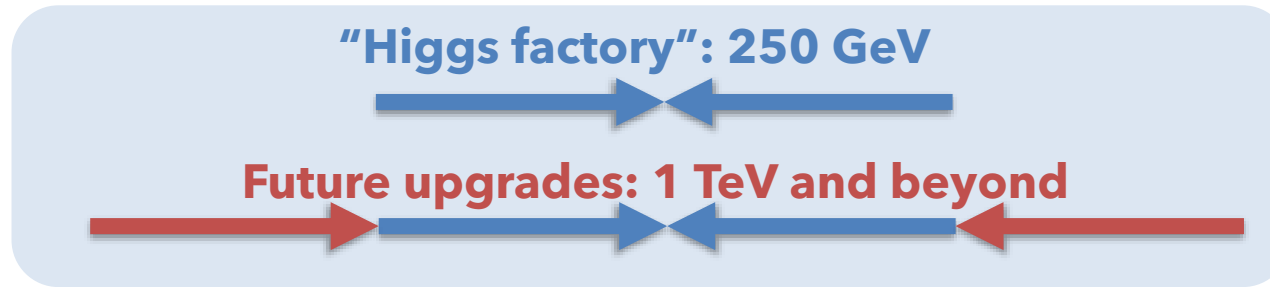 “Higgs factory”: 250 GeV
Future upgrades: 1 TeV and beyond